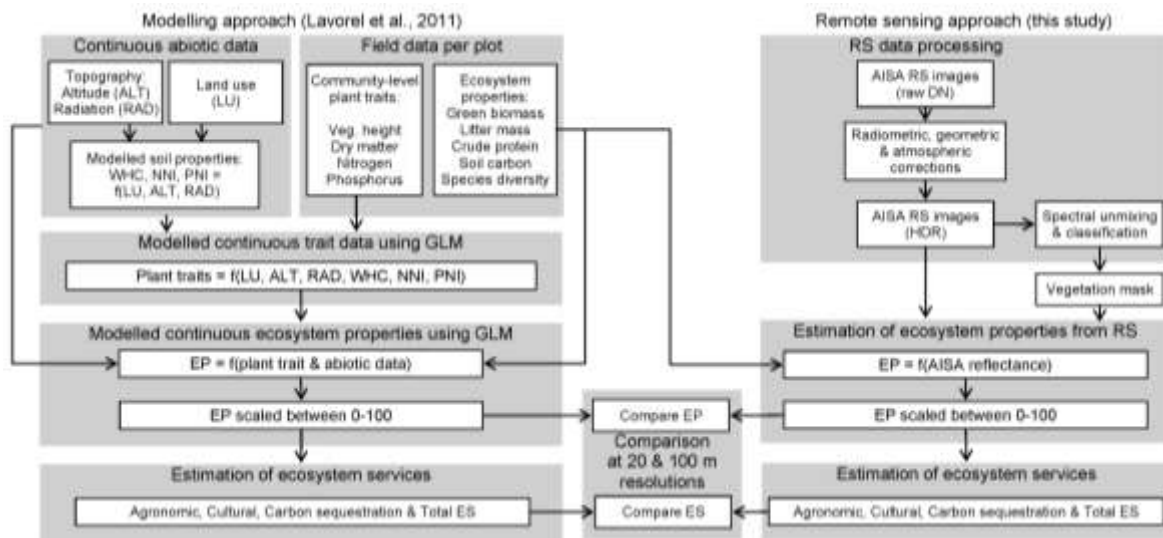 Modelling approach (Lavorel et al., 2011)
Continuous abiotic data
Topography:
Altitude (ALT)
Radiation (RAD)
Land use
(LU)
Modelled soil properties:
WHC, NNI, PNI =
f(LU, ALT, RAD)
Field data per plot
Community-level
plant traits:
Veg. height
Dry matter
Nitrogen
Phosphorus
Ecosystem
properties:
Green biomass
Litter mass
Crude protein
Soil carbon
Species diversity
Modelled continuous trait data using GLM
Plant traits = f(LU, ALT, RAD, WHC, NNI, PNI)
Modelled continuous ecosystem properties using GLM
EP = f(plant trait & abiotic data)
EP scaled between 0-100
Estimation of ecosystem services
Agronomic, Cultural, Carbon sequestration & Total ES
Compare EP
Comparison
at 20 & 100 m
resolutions
Compare ES
Remote sensing approach (this study)
RS data processing
AISA RS images
(raw DN)
Radiometric, geometric
& atmospheric
corrections
AISA RS images
(HDR)
Spectral unmixing
& classification
Vegetation mask
Estimation of ecosystem properties from RS
EP = f(AISA reflectance)
EP scaled between 0-100
Estimation of ecosystem services
Agronomic, Cultural, Carbon sequestration & Total ES